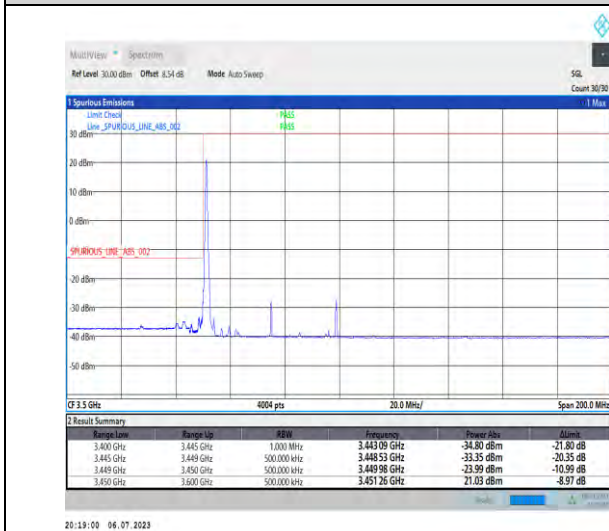 MultiView Spectrum
Ref Level 30.00 dBm Offset 8.54 dB Mode Auto Sweep SGL
Count 30/30
1 Spurious Emissions 1 Max
Limit Check PASS
Line _SPURIOUS_LINE_ABS_002 PASS
30 dBm
20 dBm
10 dBm
0 dBm
SPURIOUS_LINE_ABS_002
-20 dBm
-30 dBm
-40 dBm
-50 dBm
CF 3.5 GHz 4004 pts 20.0 MHz/ Span 200.0 MHz
2 Result Summary
Range Low Range Up RBW Frequency Power Abs ΔLimit
3.400 GHz 3.445 GHz 1.000 MHz 3.443 09 GHz -34.80 dBm -21.80 dB
3.445 GHz 3.449 GHz 500.000 kHz 3.448 53 GHz -33.35 dBm -20.35 dB
3.449 GHz 3.450 GHz 500.000 kHz 3.449 98 GHz -23.99 dBm -10.99 dB
3.450 GHz 3.600 GHz 500.000 kHz 3.451 26 GHz 21.03 dBm -8.97 dB
20:19:00 06.07.2023